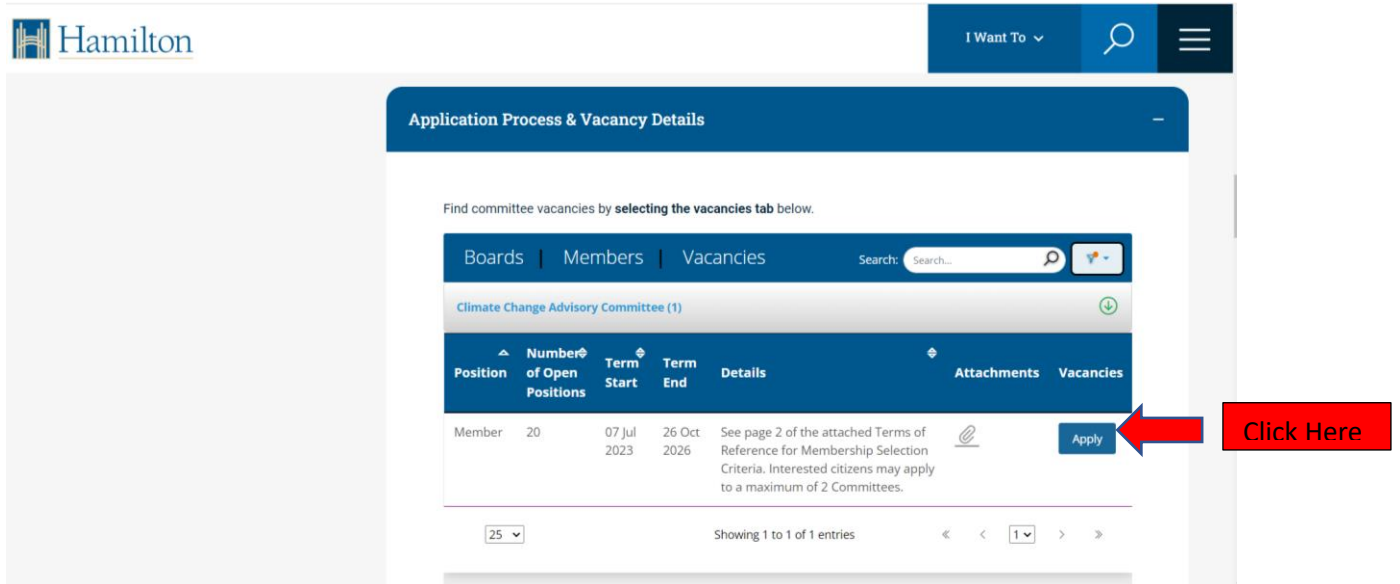 Hamilton
I Want To
Application Process & Vacancy Details
Find committee vacancies by selecting the vacancies tab below.
Boards | Members | Vacancies Search: Search...
Climate Change Advisory Committee (1)
Position Number of Open Positions Term Start Term End Details Attachments Vacancies
Member 20 07 Jul 26 Oct See page 2 of the attached Terms of Apply
2023 2026 Reference for Membership Selection
Criteria. Interested citizens may apply
to a maximum of 2 Committees.
Click Here
25 Showing 1 to 1 of 1 entries « < 1 > »